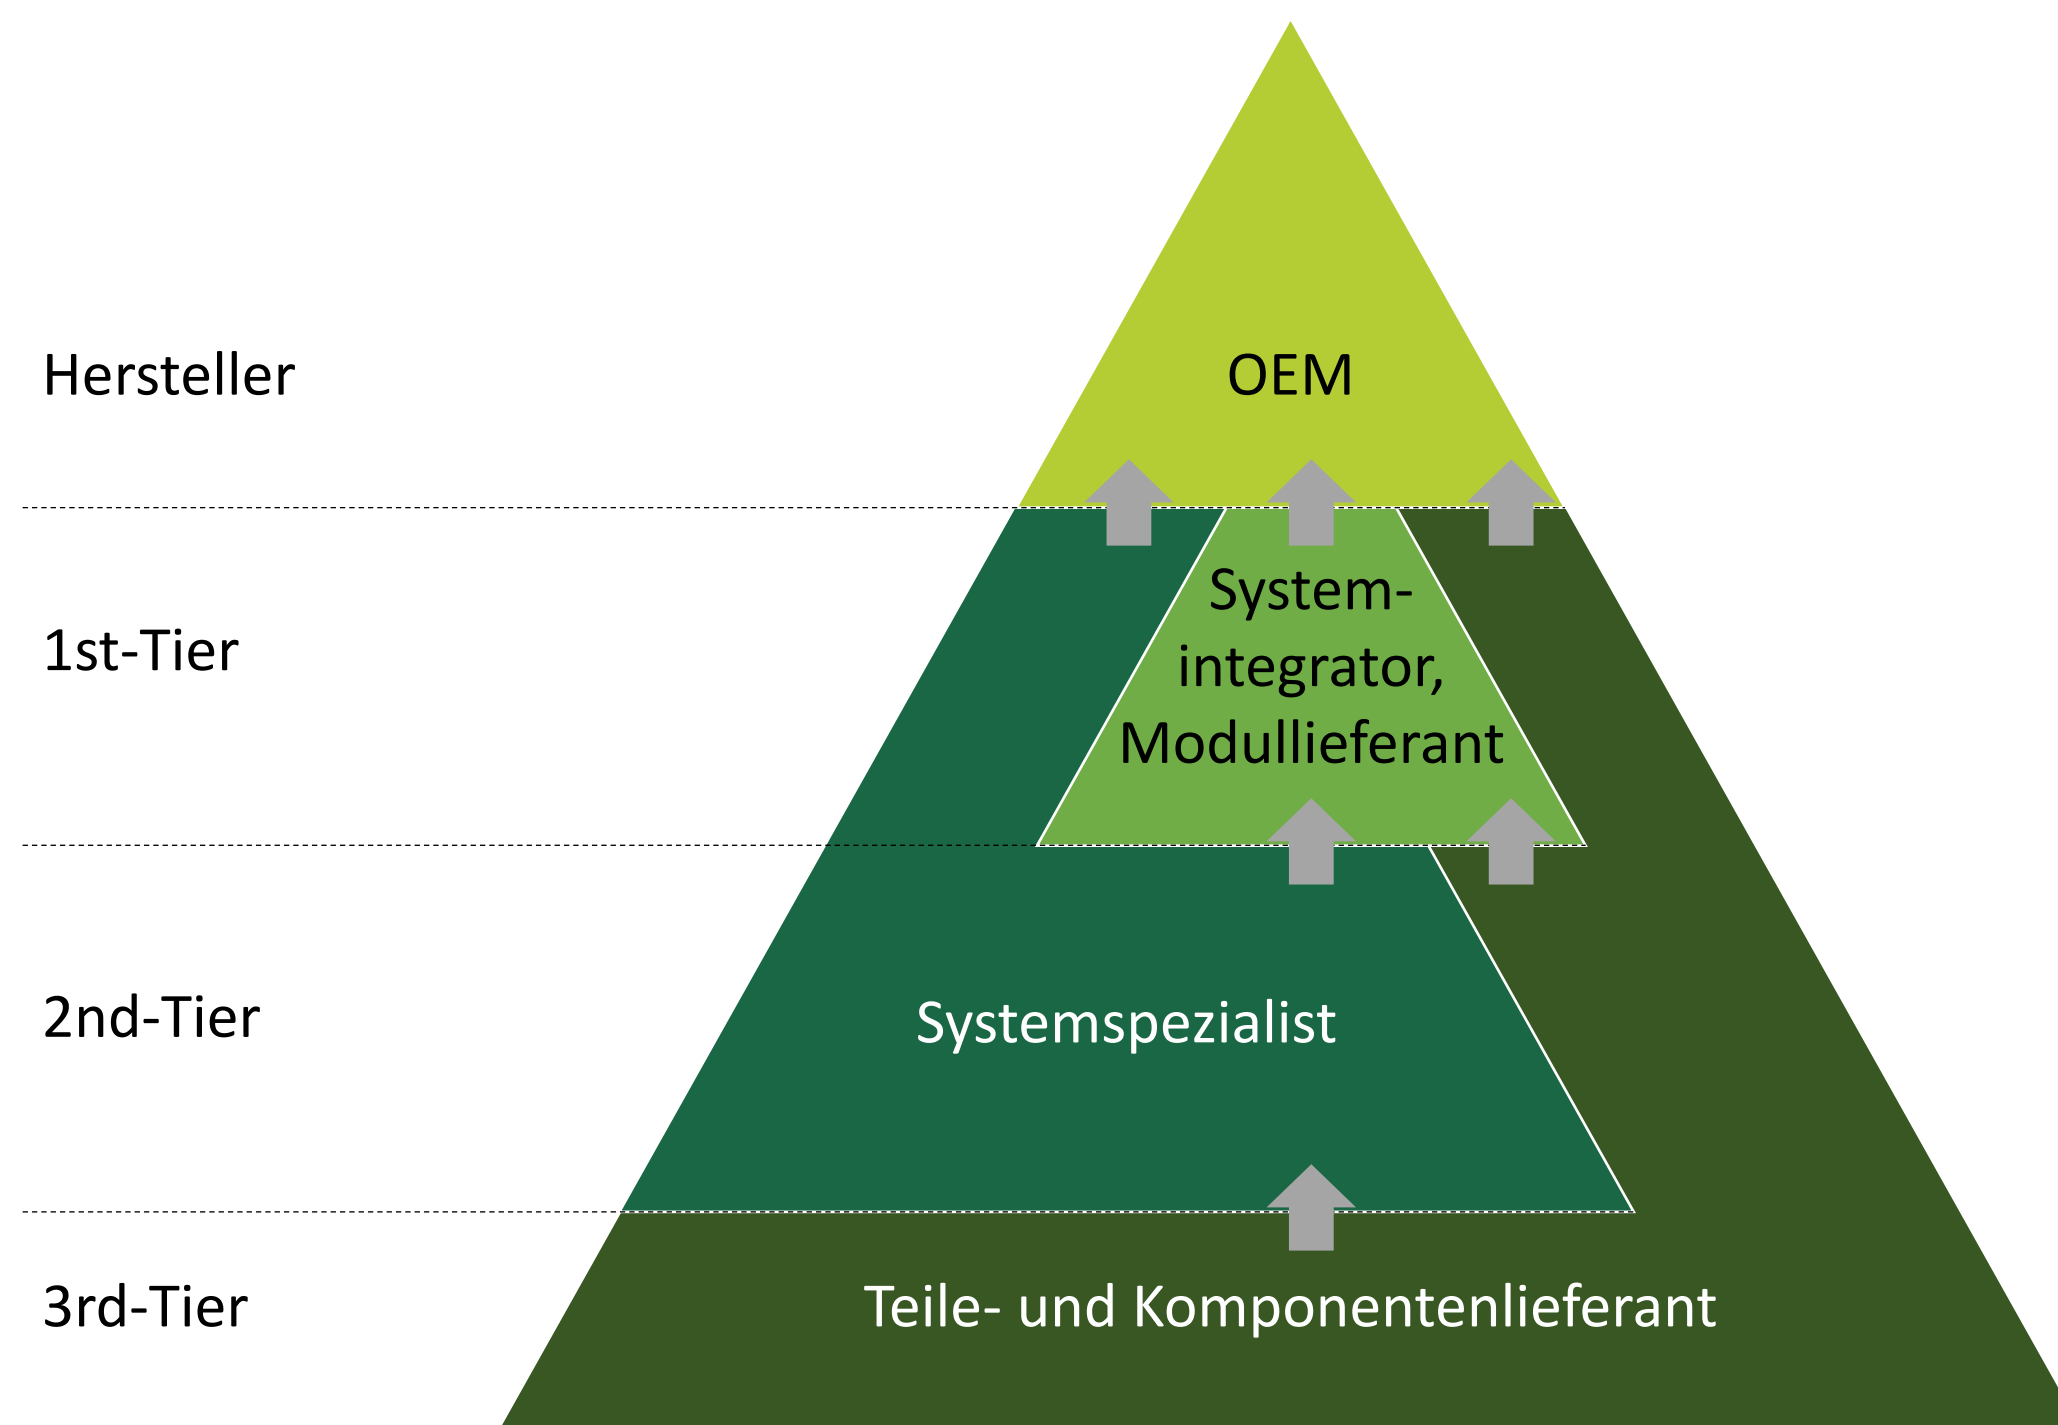 Hersteller
OEM
1st-Tier
System-
integrator,
Modullieferant
2nd-Tier
Systemspezialist
3rd-Tier
Teile- und Komponentenlieferant